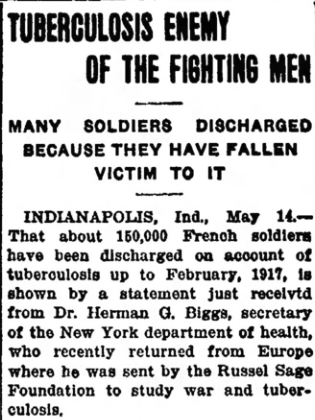 TUBERCULOSIS ENEMY
OF THE FIGHTING MEN
MANY SOLDIERS DISCHARGED
BECAUSE THEY HAVE FALLEN
VICTIM TO IT
INDIANAPOLIS, Ind., May 14.—
That about 150,000 French soldiers
have been discharged on account of
tuberculosis up to February, 1917, is
shown by a statement just receivtd
from Dr. Herman G. Biggs, secretary
of the New York department of health,
who recently returned from Europe
where he was sent by the Russel Sage
Foundation to study war and tuber-
culosis.